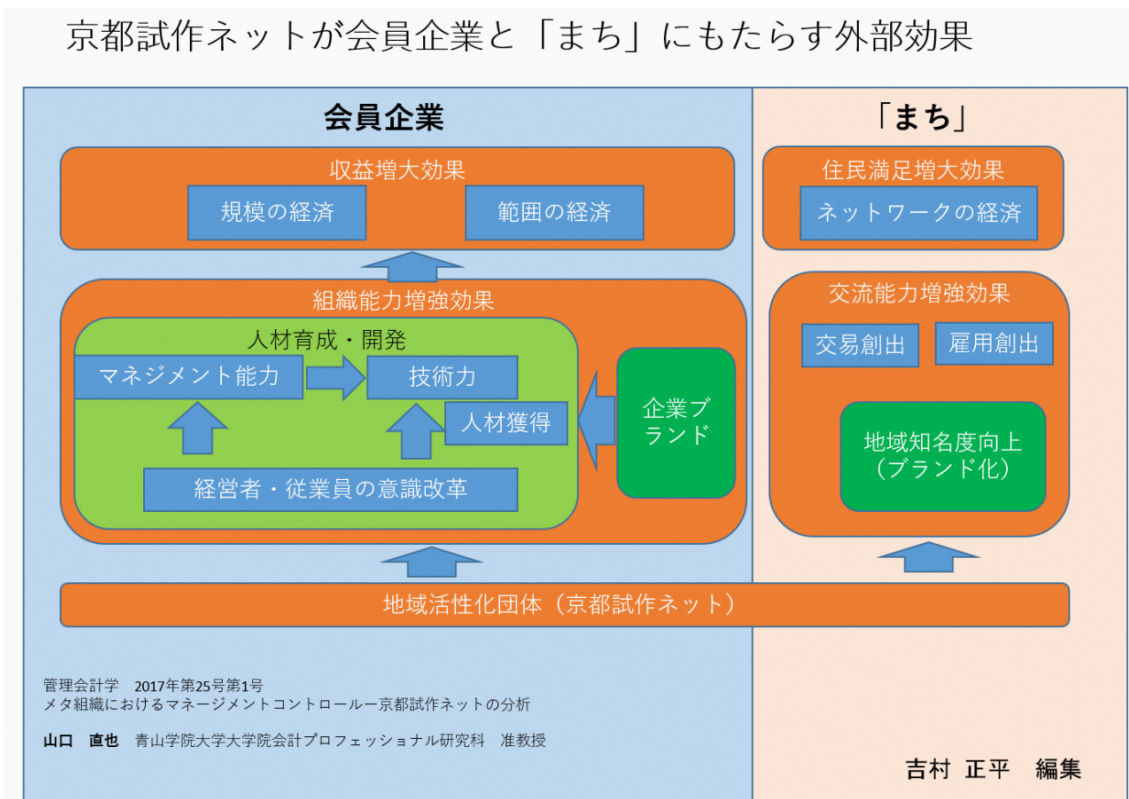 京都試作ネットが会員企業と「まち」にもたらす外部効果
会員企業
収益増大効果
規模の経済
範囲の経済
組織能力増強効果
人材育成・開発
マネジメント能力
技術力
人材獲得
経営者・従業員の意識改革
企業ブ
ランド
「まち」
住民満足増大効果
ネットワークの経済
交流能力増強効果
交易創出
雇用創出
地域知名度向上
（ブランド化）
地域活性化団体（京都試作ネット）
管理会計学　2017年第25号第1号
メタ組織におけるマネージメントコントロールー京都試作ネットの分析
山口　直也　青山学院大学大学院会計プロフェッショナル研究科　准教授
吉村 正平　編集